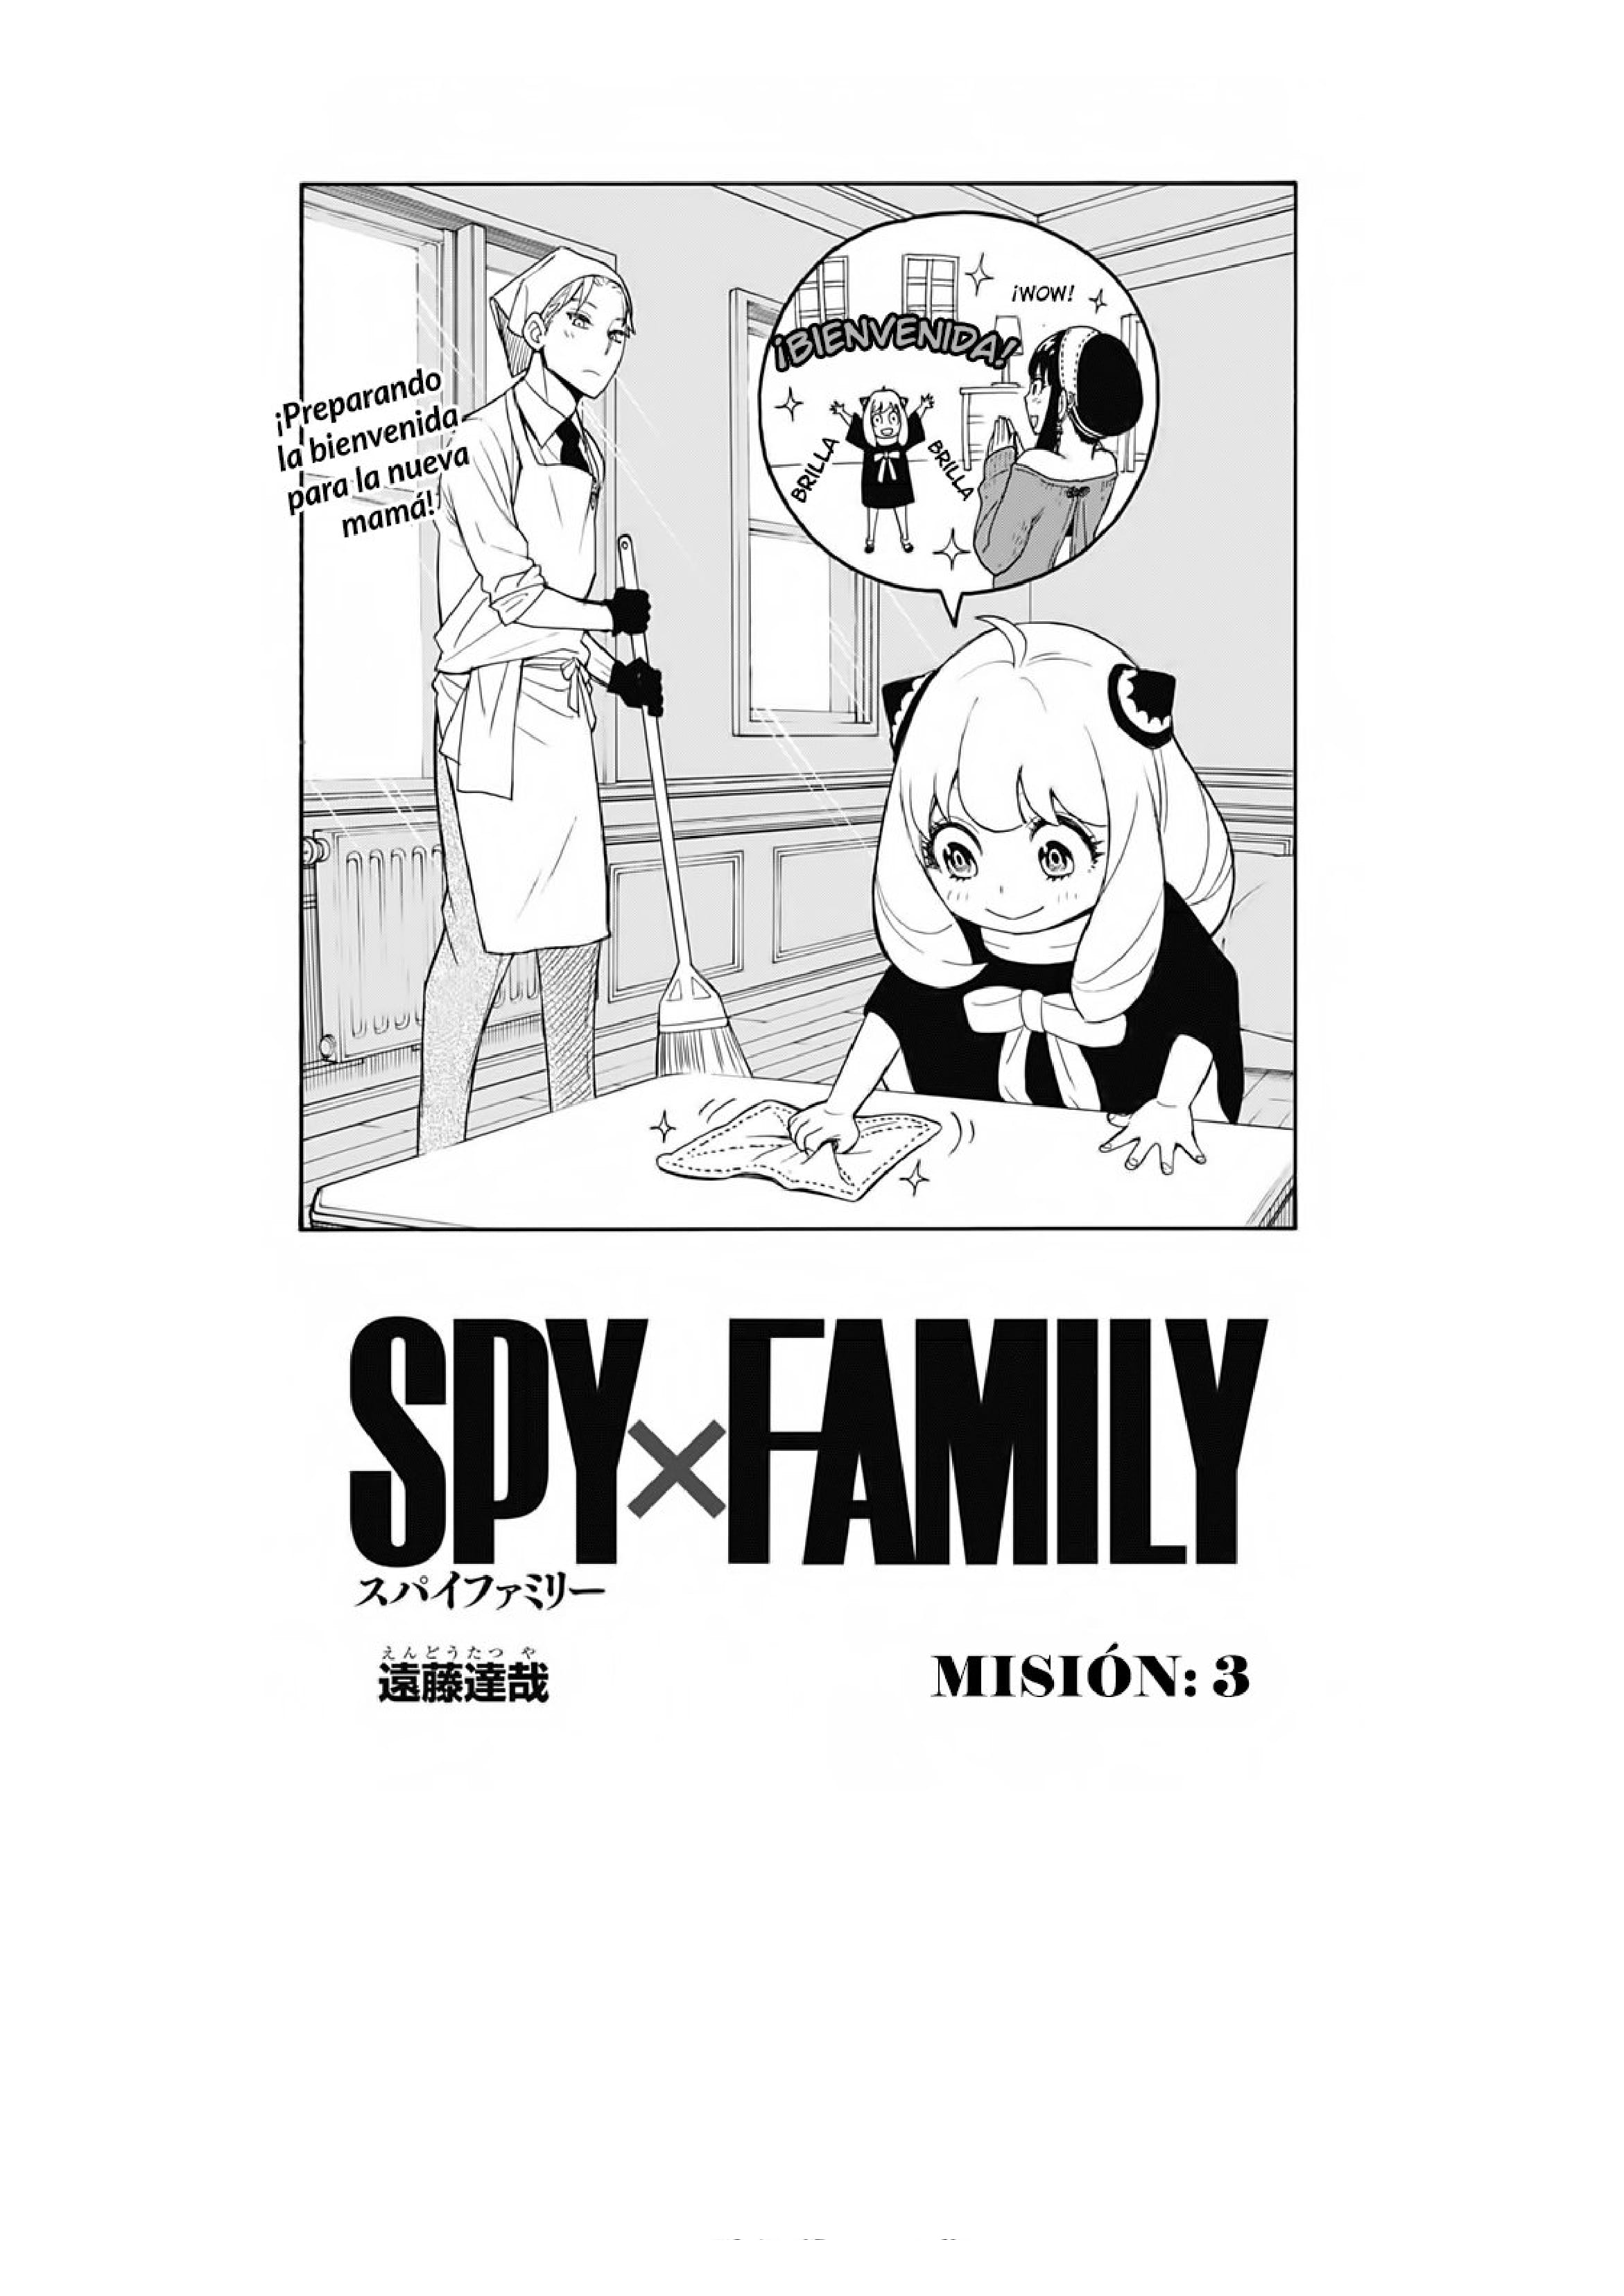 ¡Preparando
la bienvenida
para la nueva
mamá!
¡WOW!
¡BIENVENIDA!
BRILLA
BRILLA
SPY×FAMILY
スパイファミリー
えんどうたつや
遠藤達哉
MISIÓN: 3